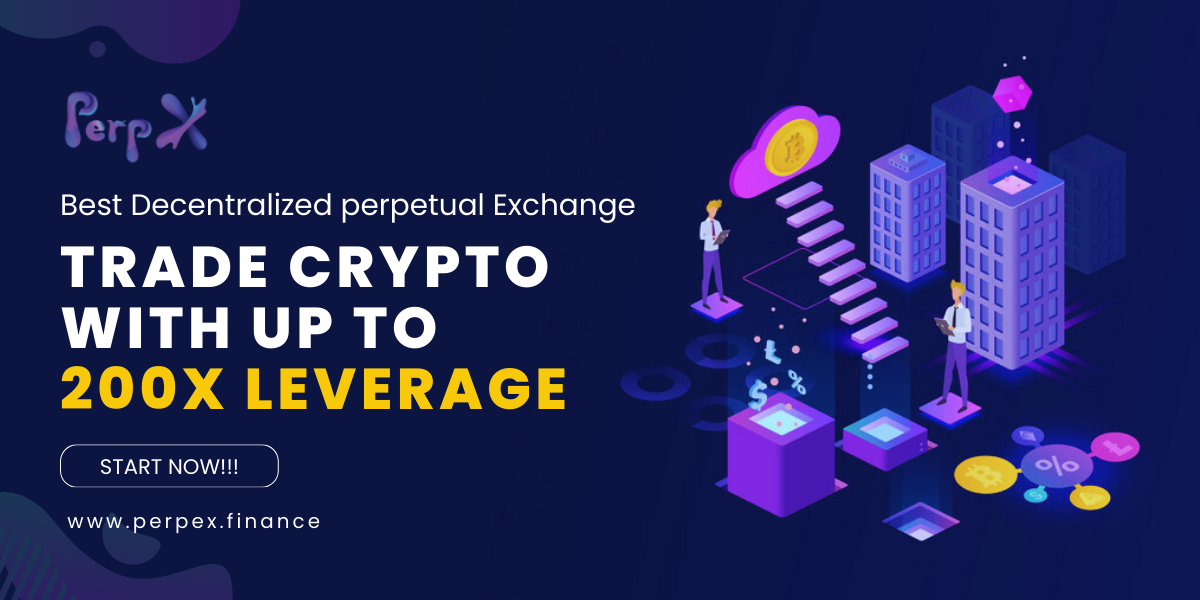 PerpX
Best Decentralized perpetual Exchange
TRADE CRYPTO
WITH UP TO
200X LEVERAGE
START NOW!!!
www.perpex.finance